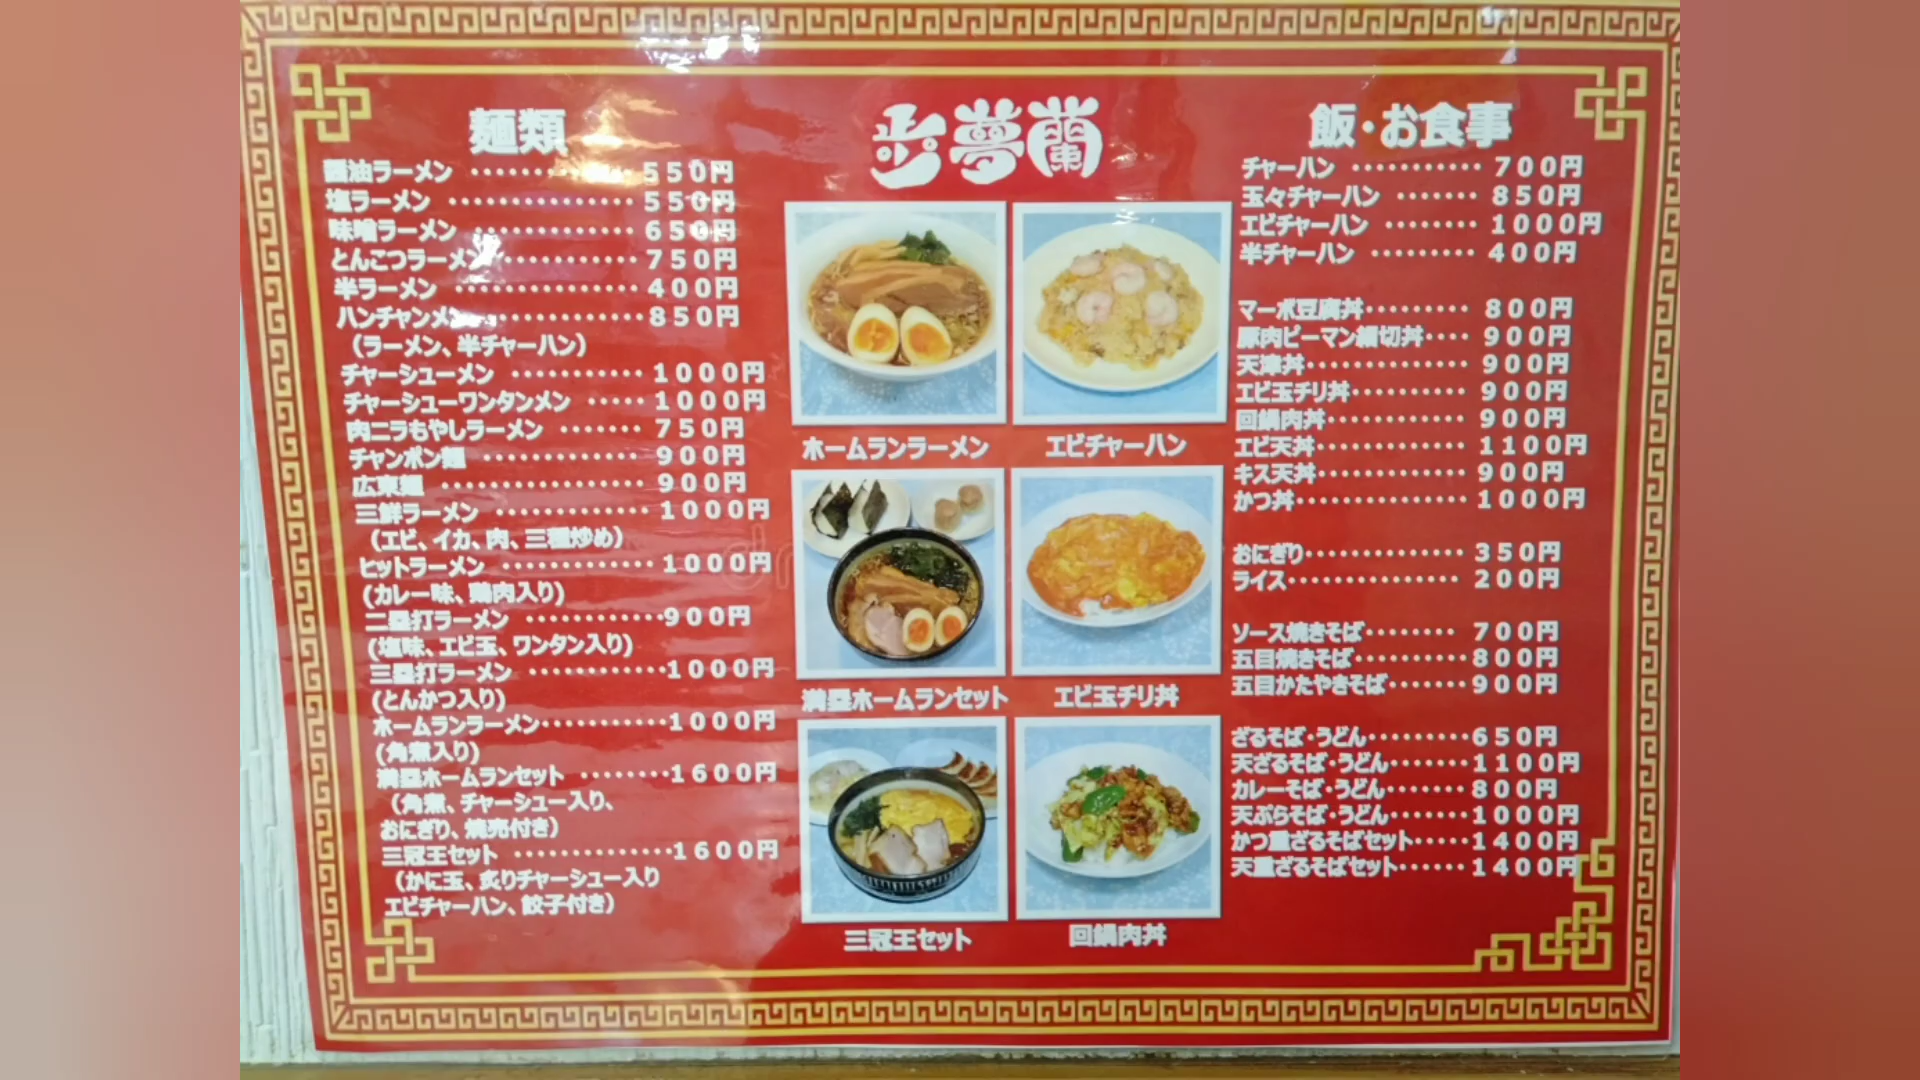 麺類
醤油ラーメン ・・・・・・・・・・・・ 550円
塩ラーメン ・・・・・・・・・・・・・・ 550円
味噌ラーメン ・・・・・・・・・・・・ 650円
とんこつラーメン ・・・・・・・・・・ 750円
半ラーメン ・・・・・・・・・・・・・・ 400円
ハンチャンメン ・・・・・・・・・・・ 850円
(ラーメン、半チャーハン)
チャーシューメン ・・・・・・・・・・ 1000円
チャーシューワンタンメン ・・・・・ 1000円
肉ニラもやしラーメン ・・・・・・・ 750円
チャンポン麺 ・・・・・・・・・・・・ 900円
広東麺 ・・・・・・・・・・・・・・・・ 900円
三鮮ラーメン ・・・・・・・・・・・・ 1000円
(エビ、イカ、肉、三種炒め)
ヒットラーメン ・・・・・・・・・・・・ 1000円
(カレー味、鶏肉入り)
二塁打ラーメン ・・・・・・・・・・・900円
(塩味、エビ玉、ワンタン入り)
三塁打ラーメン ・・・・・・・・・・・1000円
(とんかつ入り)
ホームランラーメン・・・・・・・・・・1000円
(角煮入り)
満塁ホームランセット ・・・・・・・1600円
(角煮、チャーシュー入り、
おにぎり、焼売付き)
三冠王セット ・・・・・・・・・・・・・1600円
(かに玉、炙りチャーシュー入り
エビチャーハン、餃子付き)
歩夢蘭
ホームランラーメン
エビチャーハン
満塁ホームランセット
エビ玉チリ丼
三冠王セット
回鍋肉丼
飯・お食事
チャーハン ・・・・・・・・・・・ 700円
玉々チャーハン ・・・・・・・ 850円
エビチャーハン ・・・・・・・・ 1000円
半チャーハン ・・・・・・・・・ 400円
マーボ豆腐丼・・・・・・・・・ 800円
豚肉ピーマン細切丼・・・・ 900円
天津丼・・・・・・・・・・・・・・ 900円
エビ玉チリ丼・・・・・・・・・・ 900円
回鍋肉丼・・・・・・・・・・・・ 900円
エビ天丼・・・・・・・・・・・・・ 1100円
キス天丼・・・・・・・・・・・・・ 900円
かつ丼・・・・・・・・・・・・・・・ 1000円
おにぎり・・・・・・・・・・・・・・ 350円
ライス・・・・・・・・・・・・・・・ 200円
ソース焼きそば・・・・・・・・ 700円
五目焼きそば・・・・・・・・・・800円
五目かたやきそば・・・・・・・900円
ざるそば・うどん・・・・・・・・・650円
天ざるそば・うどん・・・・・・・1100円
カレーそば・うどん・・・・・・・800円
天ぷらそば・うどん・・・・・・・1000円
かつ重ざるそばセット・・・・・1400円
天重ざるそばセット・・・・・・1400円